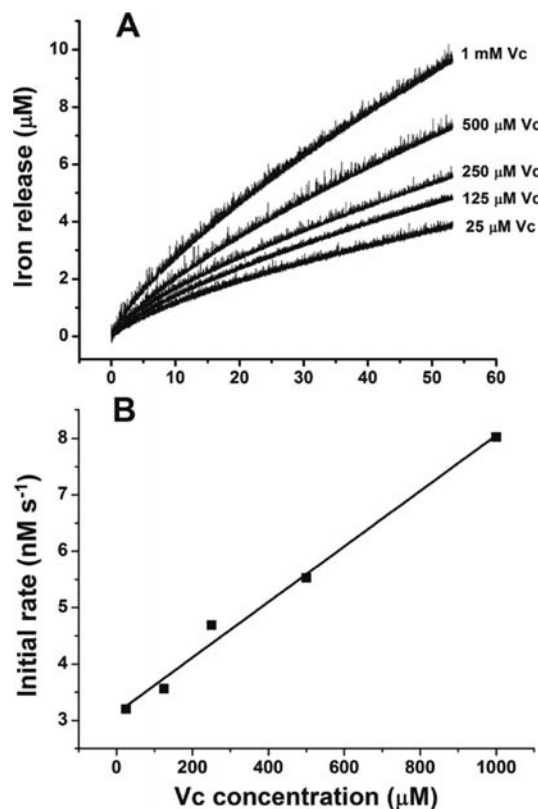 A
Iron release (μM)
10
8
6
4
2
0
1 mM Vc
500 μM Vc
250 μM Vc
125 μM Vc
25 μM Vc
0 10 20 30 40 50 60
B
Initial rate (nM s-1)
8
7
6
5
4
3
0 200 400 600 800 1000
Vc concentration (μM)